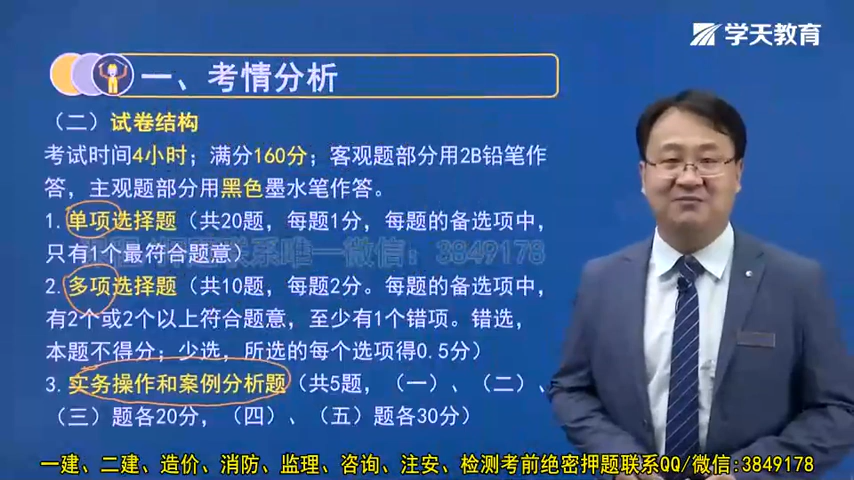 学天教育
一、考情分析
（二）试卷结构
考试时间4小时；满分160分；客观题部分用2B铅笔作
答，主观题部分用黑色墨水笔作答。
1.单项选择题（共20题，每题1分，每题的备选项中，
只有1个最符合题意）
联系唯一微信：3849178
2.多项选择题（共10题，每题2分。每题的备选项中，
有2个或2个以上符合题意，至少有1个错项。错选，
本题不得分；少选，所选的每个选项得0.5分）
3.实务操作和案例分析题（共5题，（一）、（二）、
（三）题各20分，（四）、（五）题各30分）
一建、二建、造价、消防、监理、咨询、注安、检测考前绝密押题联系QQ/微信:3849178